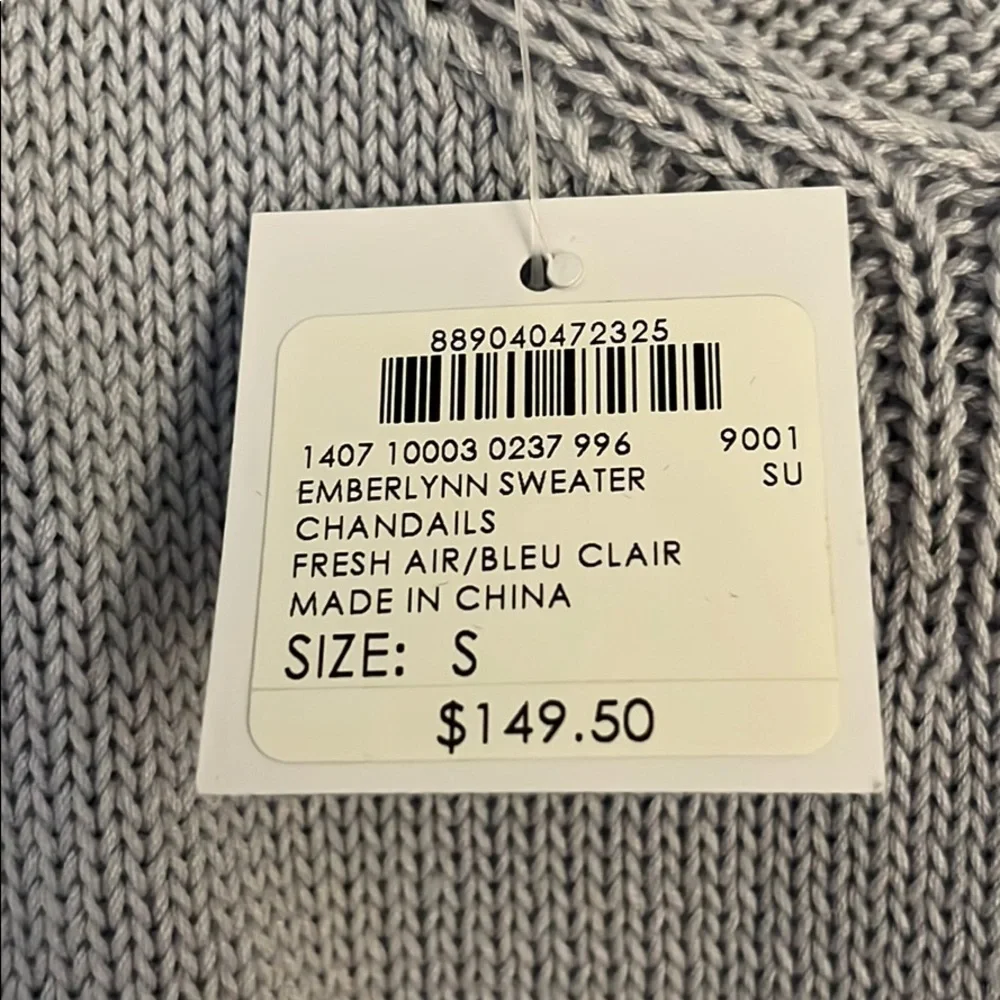 889040472325
1407 10003 0237 996 9001
EMBERLYNN SWEATER SU
CHANDAILS
FRESH AIR/BLEU CLAIR
MADE IN CHINA
SIZE: S
$149.50